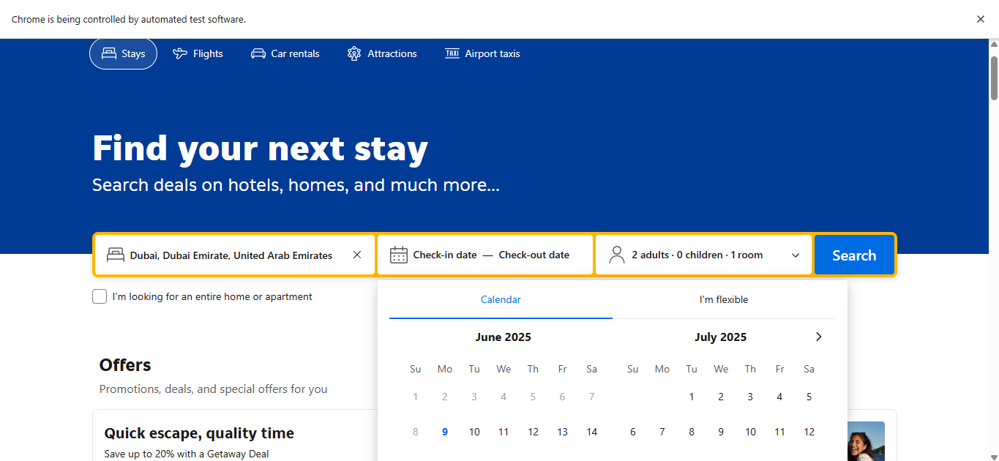 Chrome is being controlled by automated test software.
Stays Flights Car rentals Attractions TAXI Airport taxis
Find your next stay
Search deals on hotels, homes, and much more...
Dubai, Dubai Emirate, United Arab Emirates Check-in date — Check-out date 2 adults · 0 children · 1 room Search
I'm looking for an entire home or apartment
Calendar I'm flexible
June 2025 July 2025
Su Mo Tu We Th Fr Sa Su Mo Tu We Th Fr Sa
1 2 3 4 5 6 7 1 2 3 4 5
8 9 10 11 12 13 14 6 7 8 9 10 11 12
Offers
Promotions, deals, and special offers for you
Quick escape, quality time
Save up to 20% with a Getaway Deal